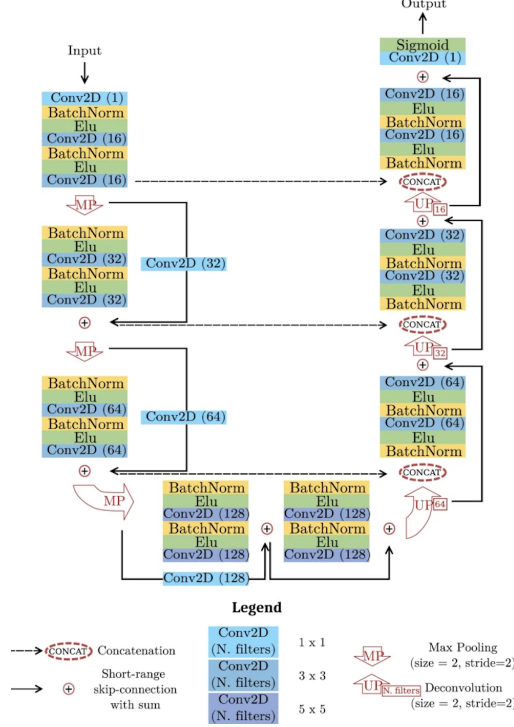 Output
Input
Sigmoid
Conv2D (1)
Conv2D (1)
BatchNorm
Elu
Conv2D (16)
BatchNorm
Elu
Conv2D (16)
Conv2D (16)
Elu
BatchNorm
Conv2D (16)
Elu
BatchNorm
CONCAT
MP
UP 16
BatchNorm
Elu
Conv2D (32)
BatchNorm
Elu
Conv2D (32)
Conv2D (32)
Conv2D (32)
Elu
BatchNorm
Conv2D (32)
Elu
BatchNorm
CONCAT
MP
UP 32
BatchNorm
Elu
Conv2D (64)
BatchNorm
Elu
Conv2D (64)
Conv2D (64)
Conv2D (64)
Elu
BatchNorm
Conv2D (64)
Elu
BatchNorm
CONCAT
MP
UP 64
BatchNorm
Elu
Conv2D (128)
BatchNorm
Elu
Conv2D (128)
BatchNorm
Elu
Conv2D (128)
BatchNorm
Elu
Conv2D (128)
Conv2D (128)
Legend
CONCAT Concatenation
Short-range
skip-connection
with sum
Conv2D
(N. filters)
1 x 1
Conv2D
(N. filters)
3 x 3
Conv2D
(N. filters)
5 x 5
MP
Max Pooling
(size = 2, stride=2)
UP N. filters
Deconvolution
(size = 2, stride=2)